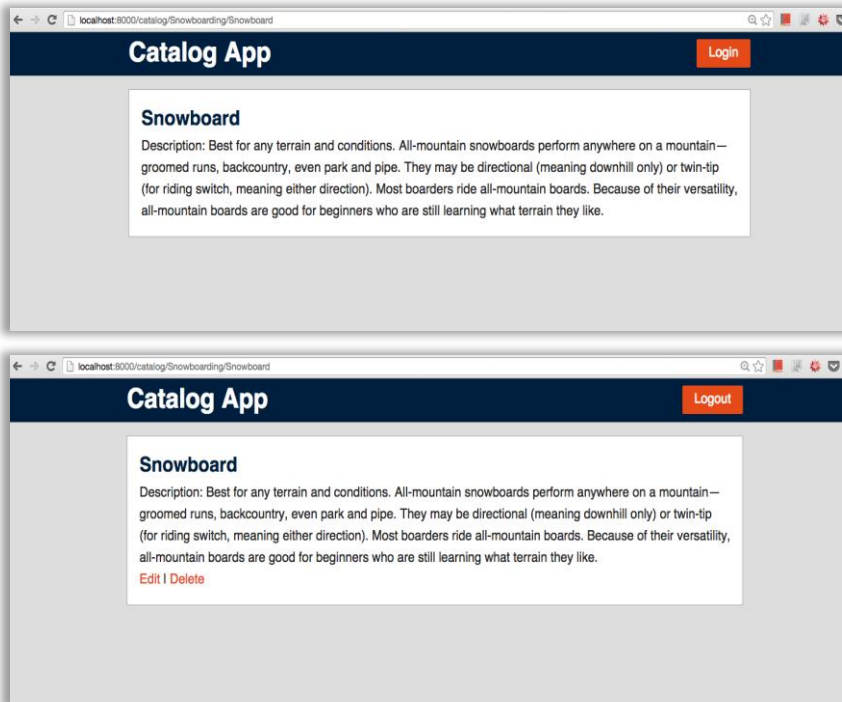 localhost:8000/catalog/Snowboarding/Snowboard
Catalog App
Login
Snowboard
Description: Best for any terrain and conditions. All-mountain snowboards perform anywhere on a mountain—
groomed runs, backcountry, even park and pipe. They may be directional (meaning downhill only) or twin-tip
(for riding switch, meaning either direction). Most boarders ride all-mountain boards. Because of their versatility,
all-mountain boards are good for beginners who are still learning what terrain they like.
localhost:8000/catalog/Snowboarding/Snowboard
Catalog App
Logout
Snowboard
Description: Best for any terrain and conditions. All-mountain snowboards perform anywhere on a mountain—
groomed runs, backcountry, even park and pipe. They may be directional (meaning downhill only) or twin-tip
(for riding switch, meaning either direction). Most boarders ride all-mountain boards. Because of their versatility,
all-mountain boards are good for beginners who are still learning what terrain they like.
Edit | Delete